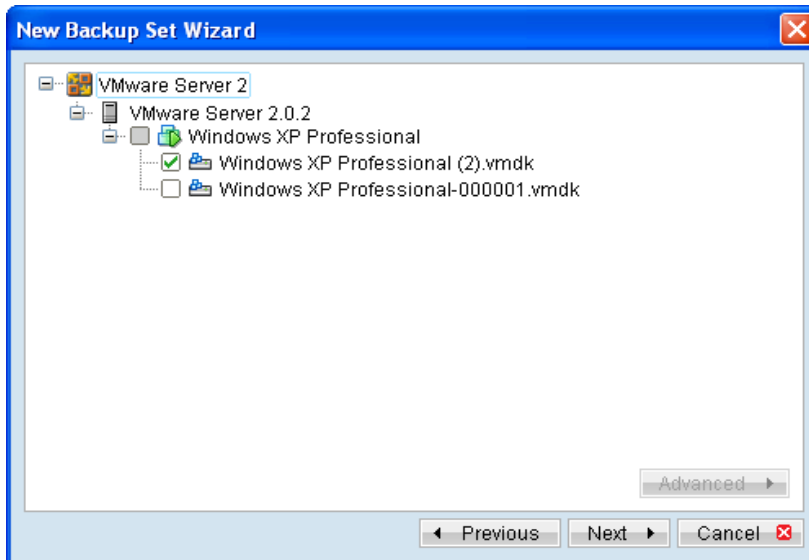 New Backup Set Wizard
VMware Server 2
VMware Server 2.0.2
Windows XP Professional
Windows XP Professional (2).vmdk
Windows XP Professional-000001.vmdk
Advanced
Previous Next Cancel